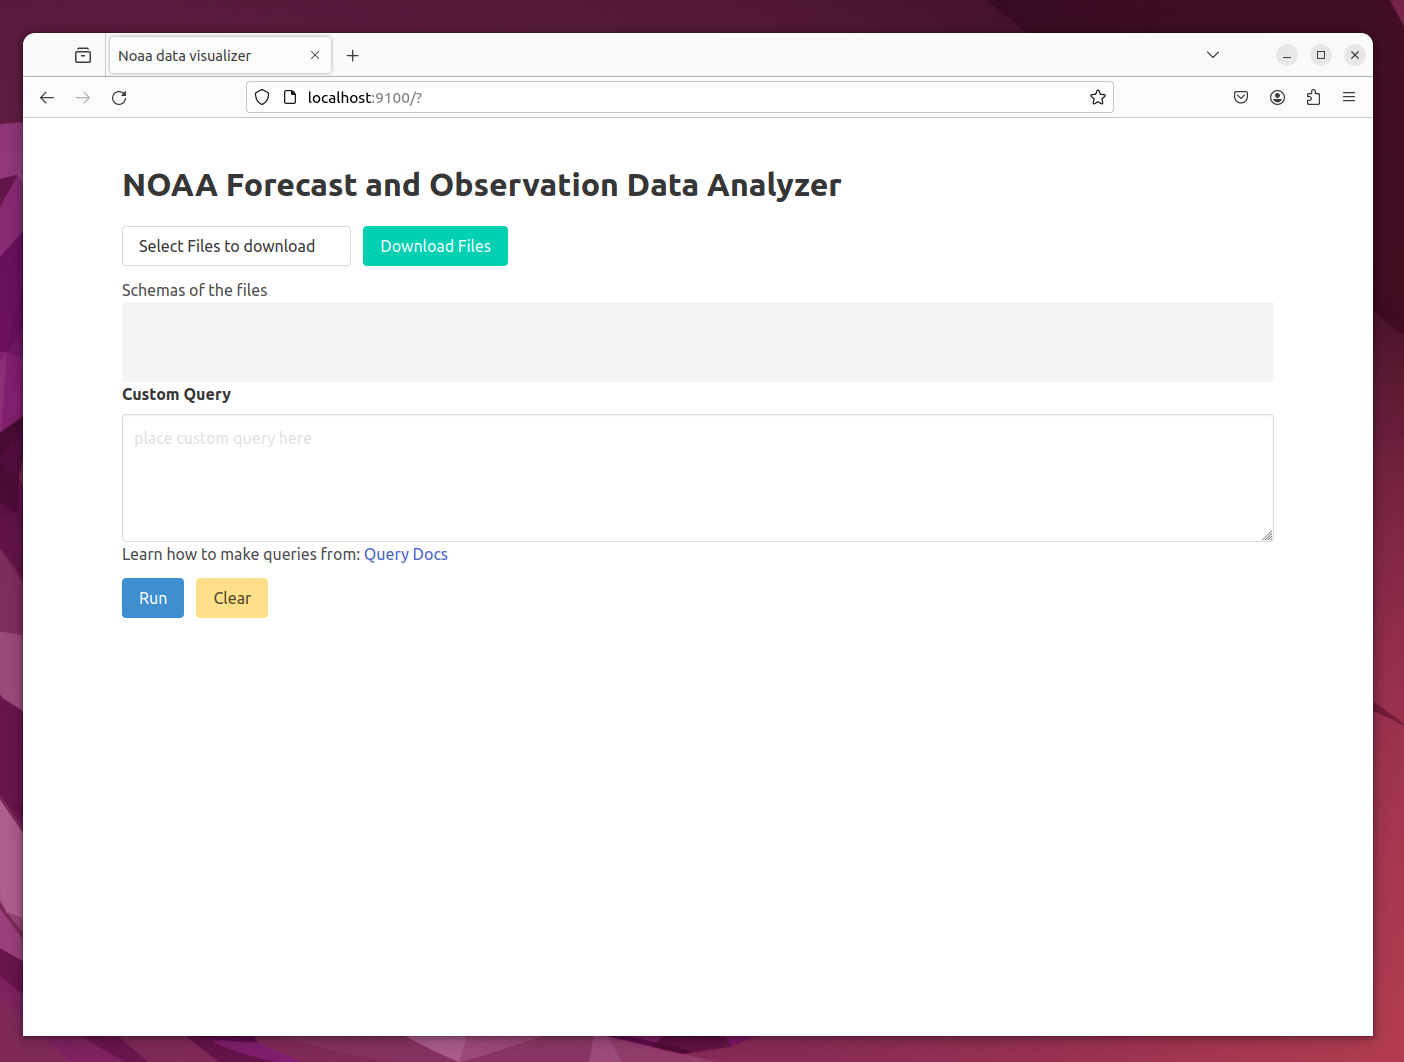 Noaa data visualizer
localhost:9100/?
NOAA Forecast and Observation Data Analyzer
Select Files to download
Download Files
Schemas of the files
Custom Query
place custom query here
Learn how to make queries from: Query Docs
Run
Clear